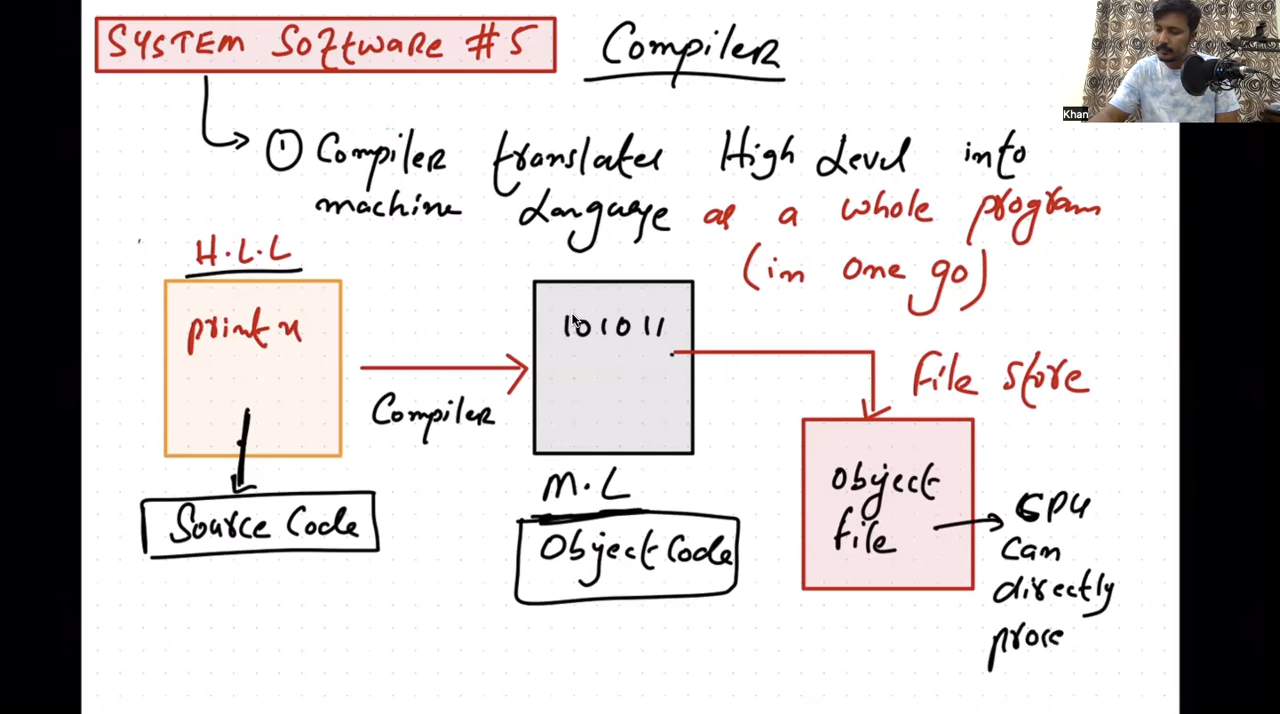 SYSTEM Software #5
Compiler
Khan
① Compiler translates High Level into
machine Language as a whole program
(in one go)
H.L.L
print x
Compiler
101011
File store
Source Code
M.L
Object Code
Object
file
CPU
Can
directly
proce